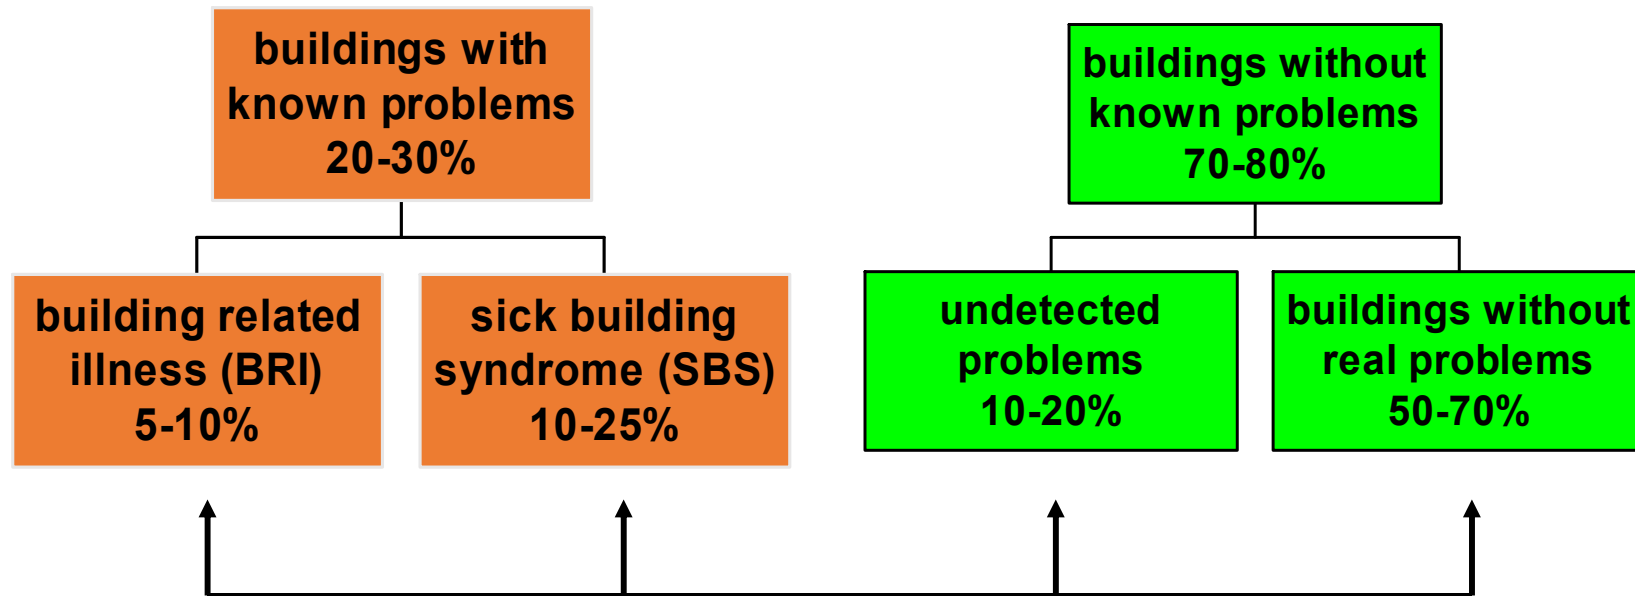 buildings with
known problems
20-30%
buildings without
known problems
70-80%
building related
illness (BRI)
5-10%
sick building
syndrome (SBS)
10-25%
undetected
problems
10-20%
buildings without
real problems
50-70%